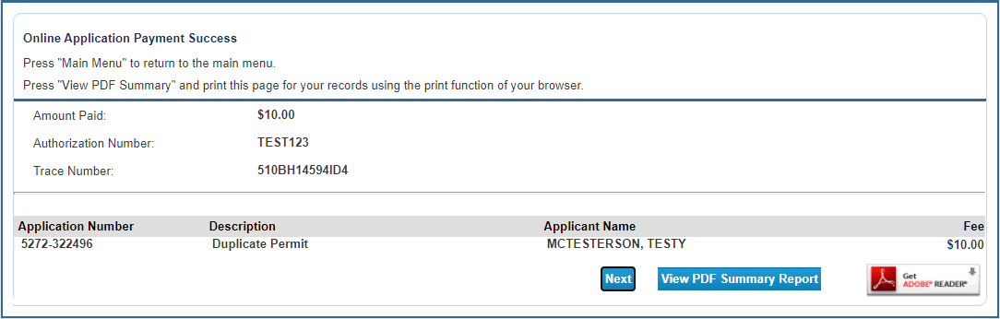 Online Application Payment Success
Press "Main Menu" to return to the main menu.
Press "View PDF Summary" and print this page for your records using the print function of your browser.
Amount Paid: $10.00
Authorization Number: TEST123
Trace Number: 510BH14594ID4
Application Number Description Applicant Name Fee
5272-322496 Duplicate Permit MCTESTERSON, TESTY $10.00
Next View PDF Summary Report Get
ADOBE® READER®